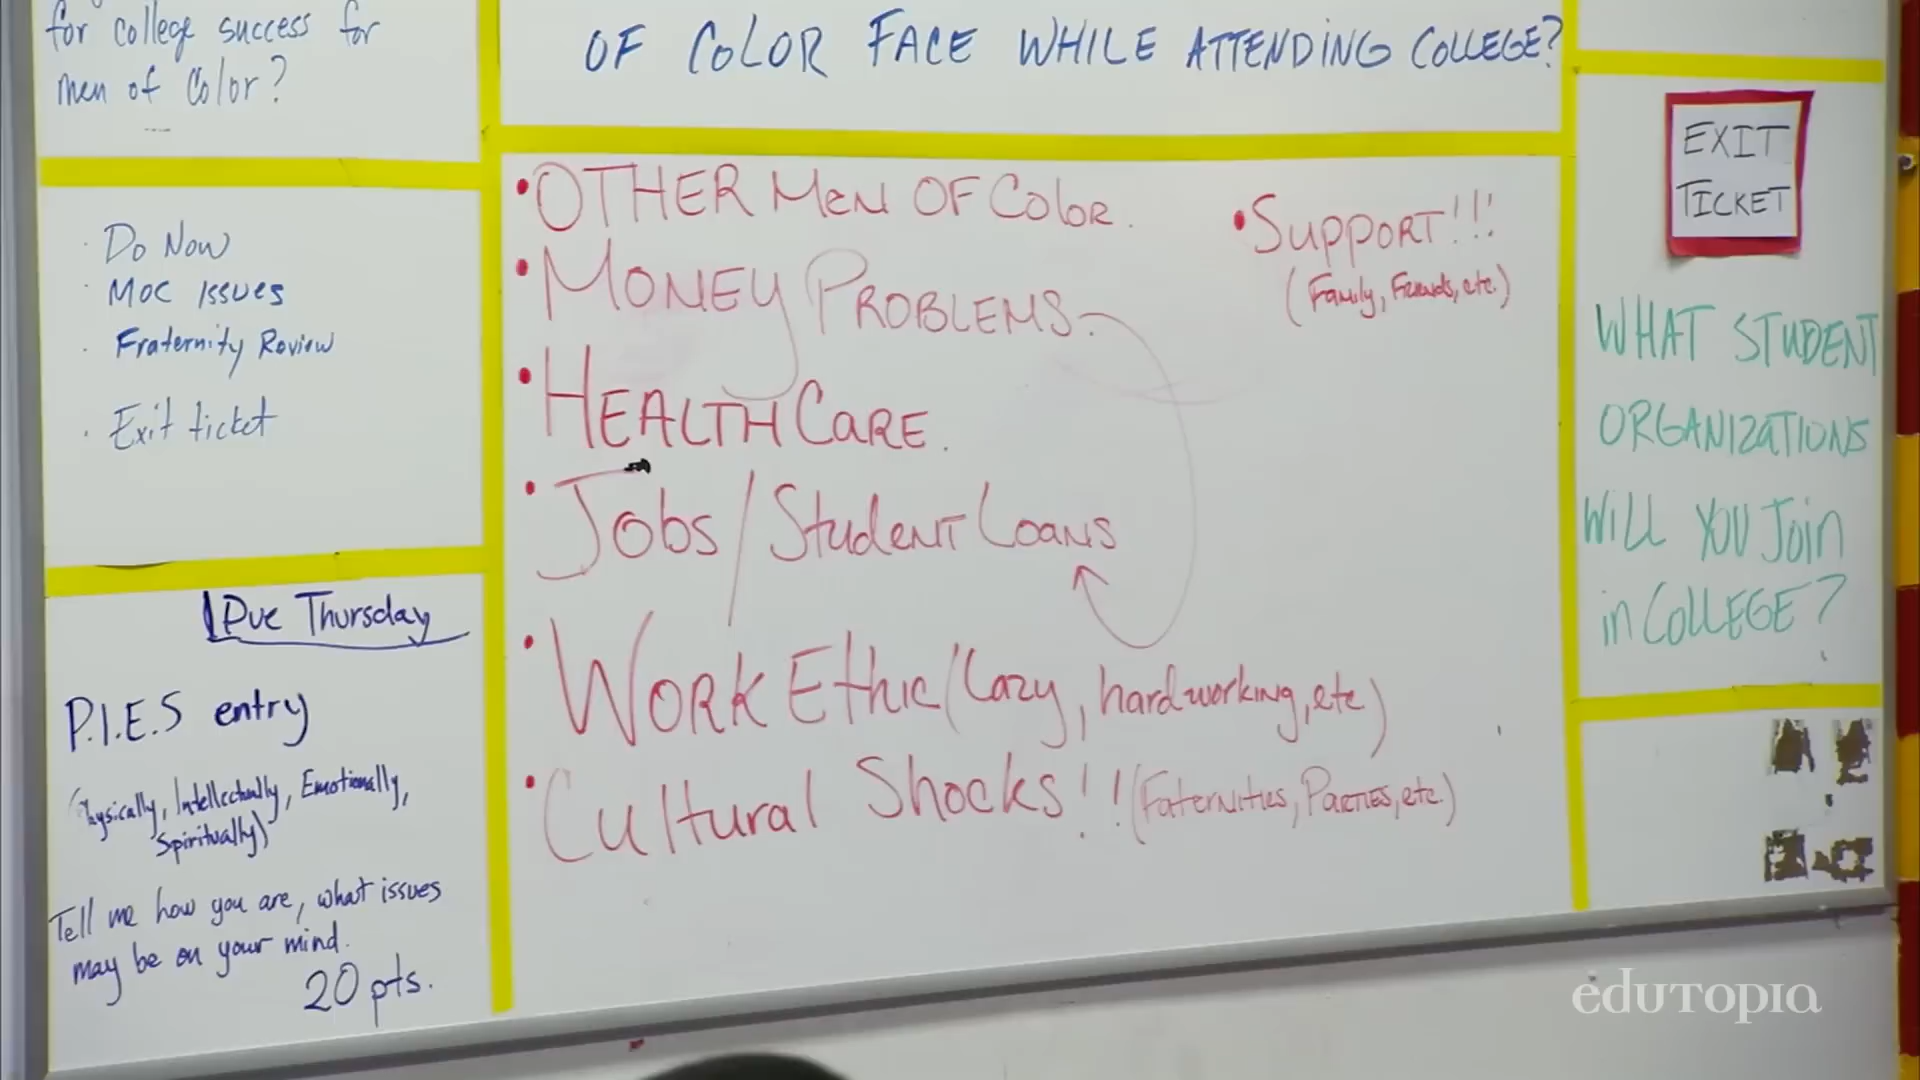 for college success for
men of Color?
OF COLOR FACE WHILE ATTENDING COLLEGE?
· Do Now
· MOC Issues
· Fraternity Review
· Exit ticket
Due Thursday
P.I.E.S entry
(Physically, Intellectually, Emotionally,
Spiritually)
Tell me how you are, what issues
may be on your mind.
20 pts.
• OTHER MEN OF COLOR.
• MONEY PROBLEMS
• HEALTH CARE.
• Jobs/Student Loans
• WORK Ethic (Lazy, hardworking, etc)
• Cultural Shocks!! (Faternities, Parties, etc.)
• SUPPORT!!!
(Family, Friends, etc.)
EXIT
TICKET
WHAT STUDENT
ORGANIZATIONS
WILL YOU JOIN
in COLLEGE?
edutopia